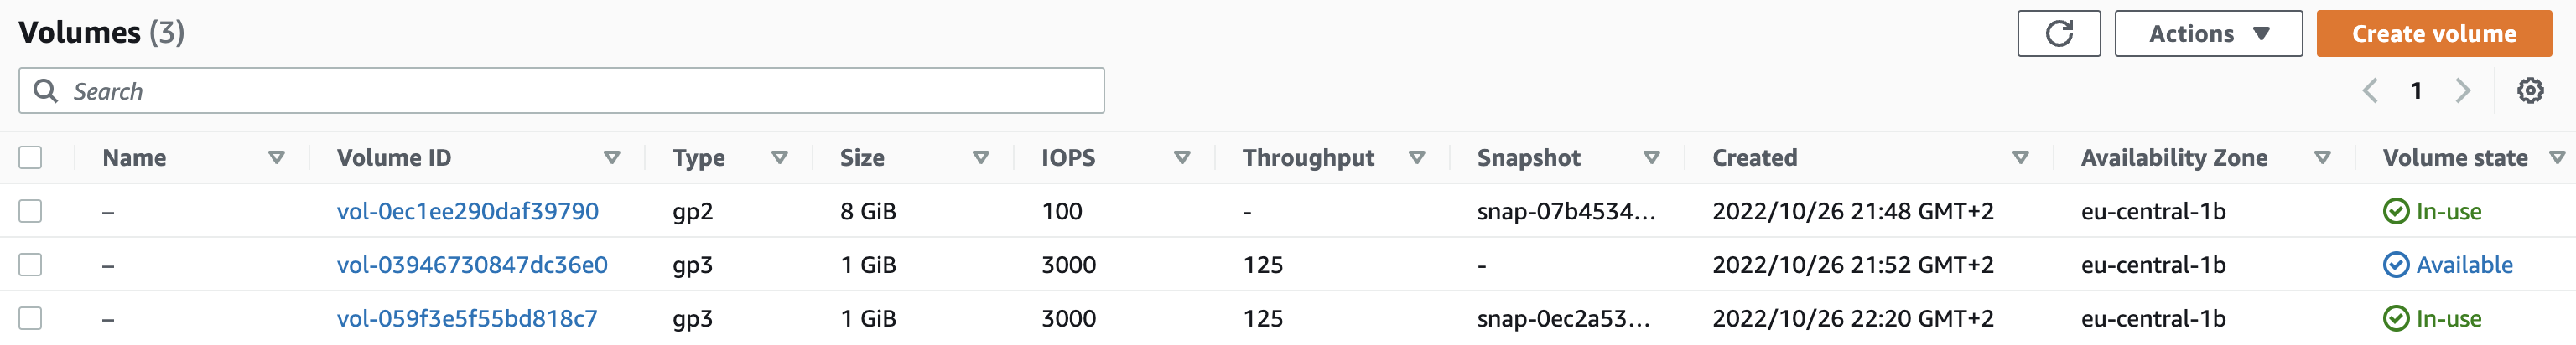 Volumes (3)
Actions
Create volume
Search
1
Name Volume ID Type Size IOPS Throughput Snapshot Created Availability Zone Volume state
– vol-0ec1ee290daf39790 gp2 8 GiB 100 - snap-07b4534... 2022/10/26 21:48 GMT+2 eu-central-1b In-use
– vol-03946730847dc36e0 gp3 1 GiB 3000 125 - 2022/10/26 21:52 GMT+2 eu-central-1b Available
– vol-059f3e5f55bd818c7 gp3 1 GiB 3000 125 snap-0ec2a53... 2022/10/26 22:20 GMT+2 eu-central-1b In-use